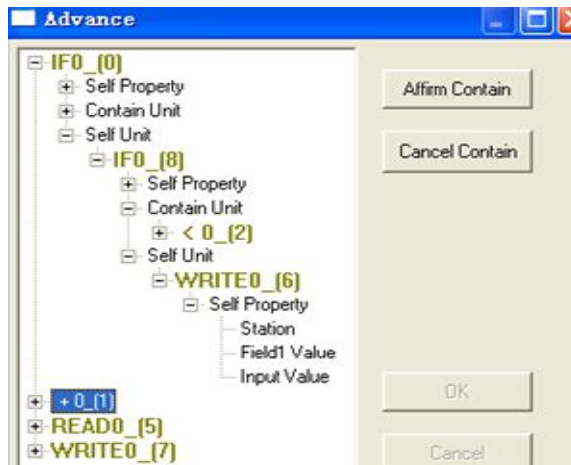 Advance
IF0_(0)
Self Property
Contain Unit
Self Unit
IF0_(8)
Self Property
Contain Unit
< 0_(2)
Self Unit
WRITE0_(6)
Self Property
Station
Field1 Value
Input Value
+ 0_(1)
READ0_(5)
WRITE0_(7)
Affirm Contain
Cancel Contain
OK
Cancel